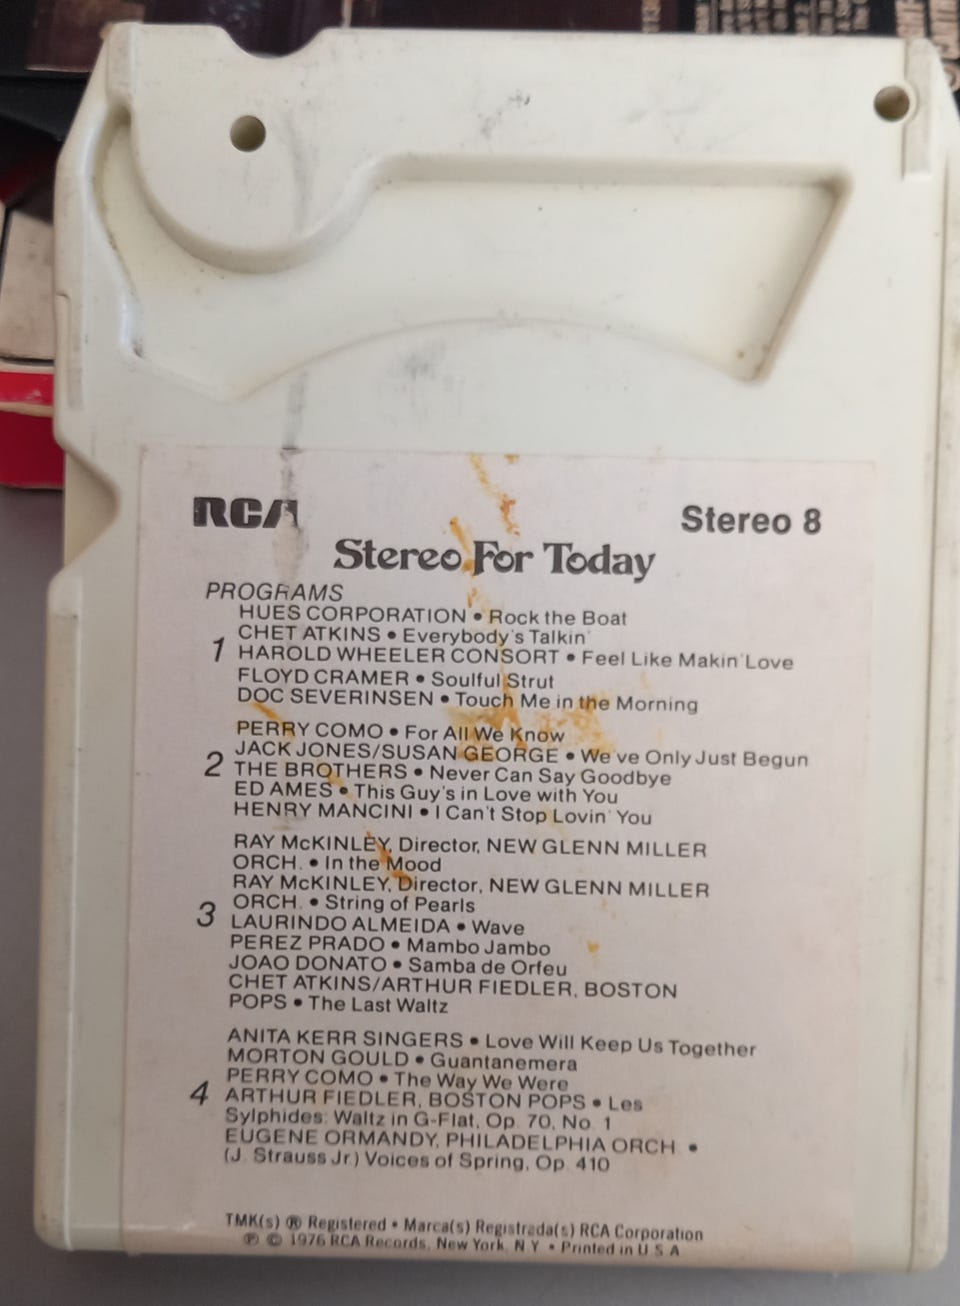 RCA
Stereo 8
Stereo For Today
PROGRAMS
1
HUES CORPORATION • Rock the Boat
CHET ATKINS • Everybody's Talkin'
HAROLD WHEELER CONSORT • Feel Like Makin' Love
FLOYD CRAMER • Soulful Strut
DOC SEVERINSEN • Touch Me in the Morning
2
PERRY COMO • For All We Know
JACK JONES/SUSAN GEORGE • We've Only Just Begun
THE BROTHERS • Never Can Say Goodbye
ED AMES • This Guy's in Love with You
HENRY MANCINI • I Can't Stop Lovin' You
3
RAY McKINLEY, Director, NEW GLENN MILLER
ORCH. • In the Mood
RAY McKINLEY, Director, NEW GLENN MILLER
ORCH. • String of Pearls
LAURINDO ALMEIDA • Wave
PEREZ PRADO • Mambo Jambo
JOAO DONATO • Samba de Orfeu
CHET ATKINS/ARTHUR FIEDLER, BOSTON
POPS • The Last Waltz
4
ANITA KERR SINGERS • Love Will Keep Us Together
MORTON GOULD • Guantanemera
PERRY COMO • The Way We Were
ARTHUR FIEDLER, BOSTON POPS • Les
Sylphides: Waltz in G-Flat, Op. 70, No. 1
EUGENE ORMANDY, PHILADELPHIA ORCH. •
(J. Strauss Jr.) Voices of Spring, Op. 410
TMK(s) ® Registered • Marca(s) Registrada(s) RCA Corporation
℗ © 1976 RCA Records, New York, N.Y. • Printed in U.S.A.